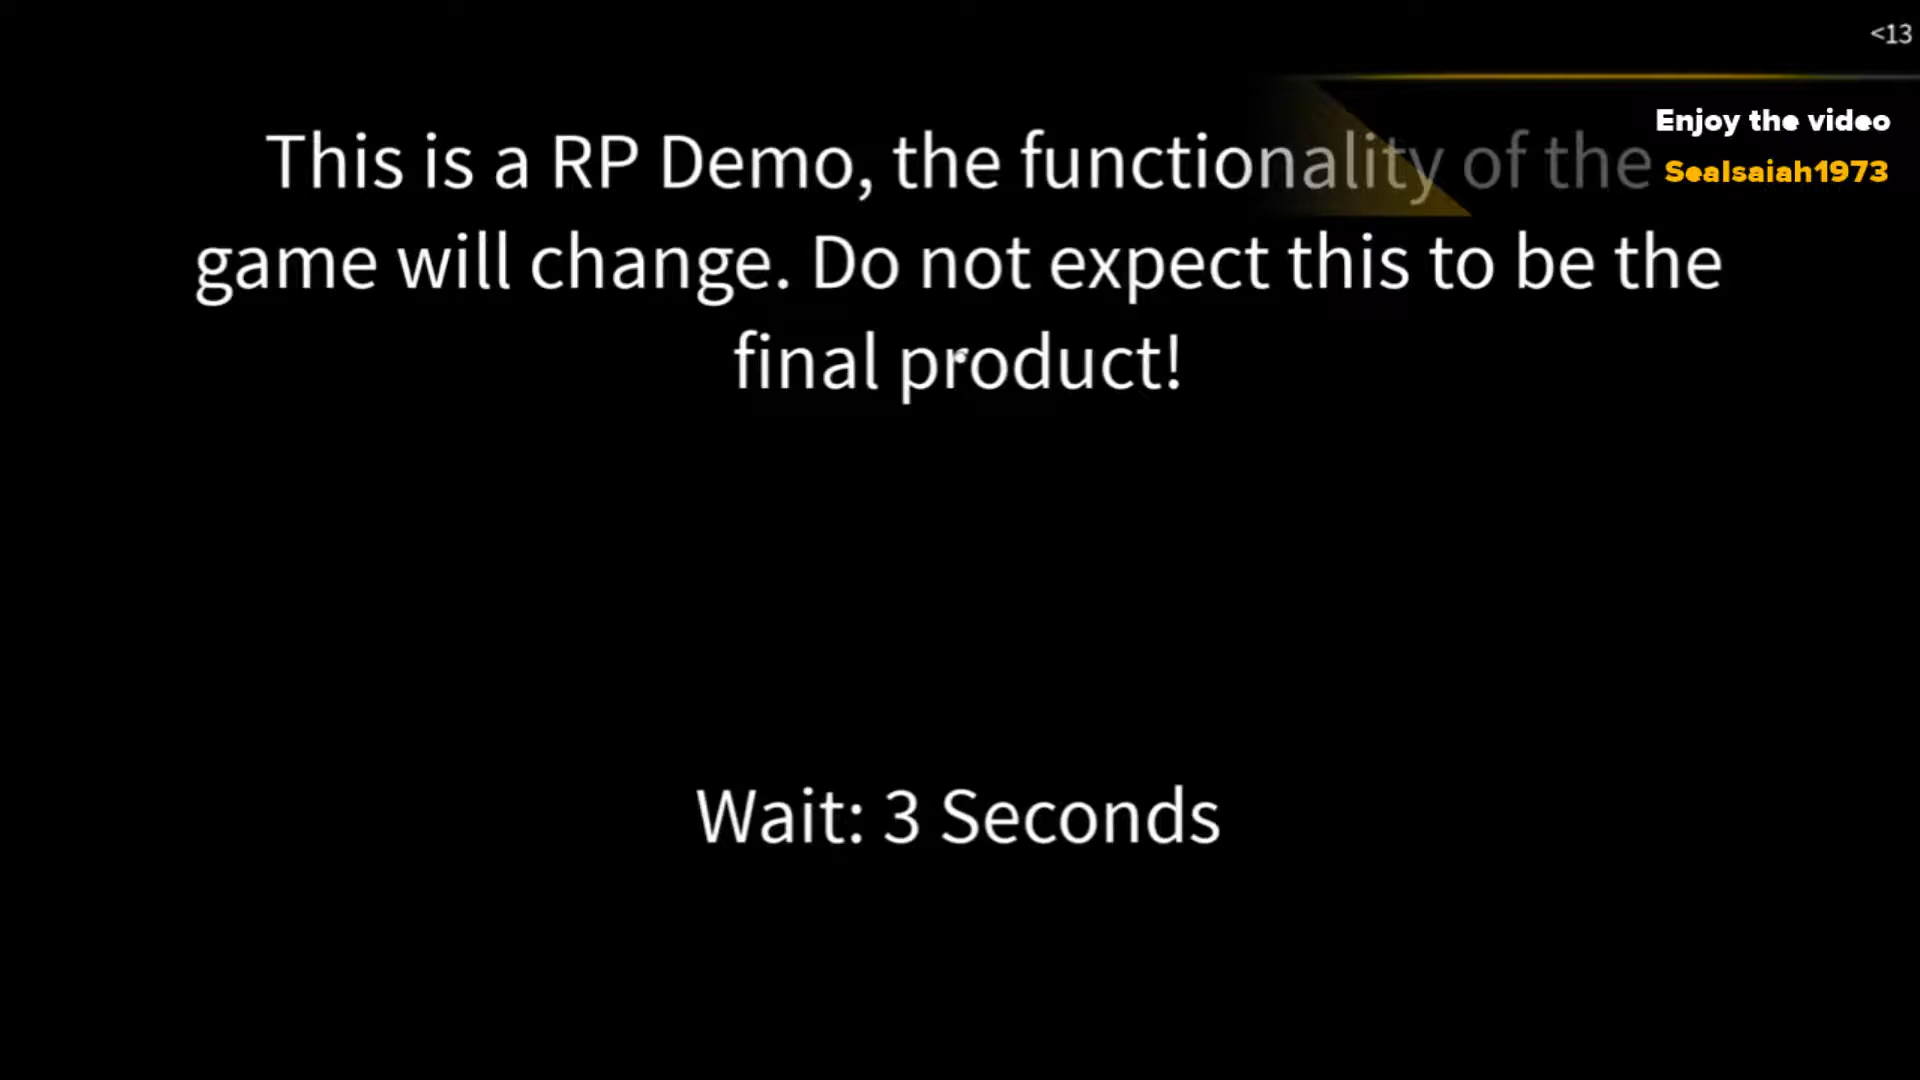 <13
Enjoy the video
SeaIsaiah1973
This is a RP Demo, the functionality of the
game will change. Do not expect this to be the
final product!
Wait: 3 Seconds